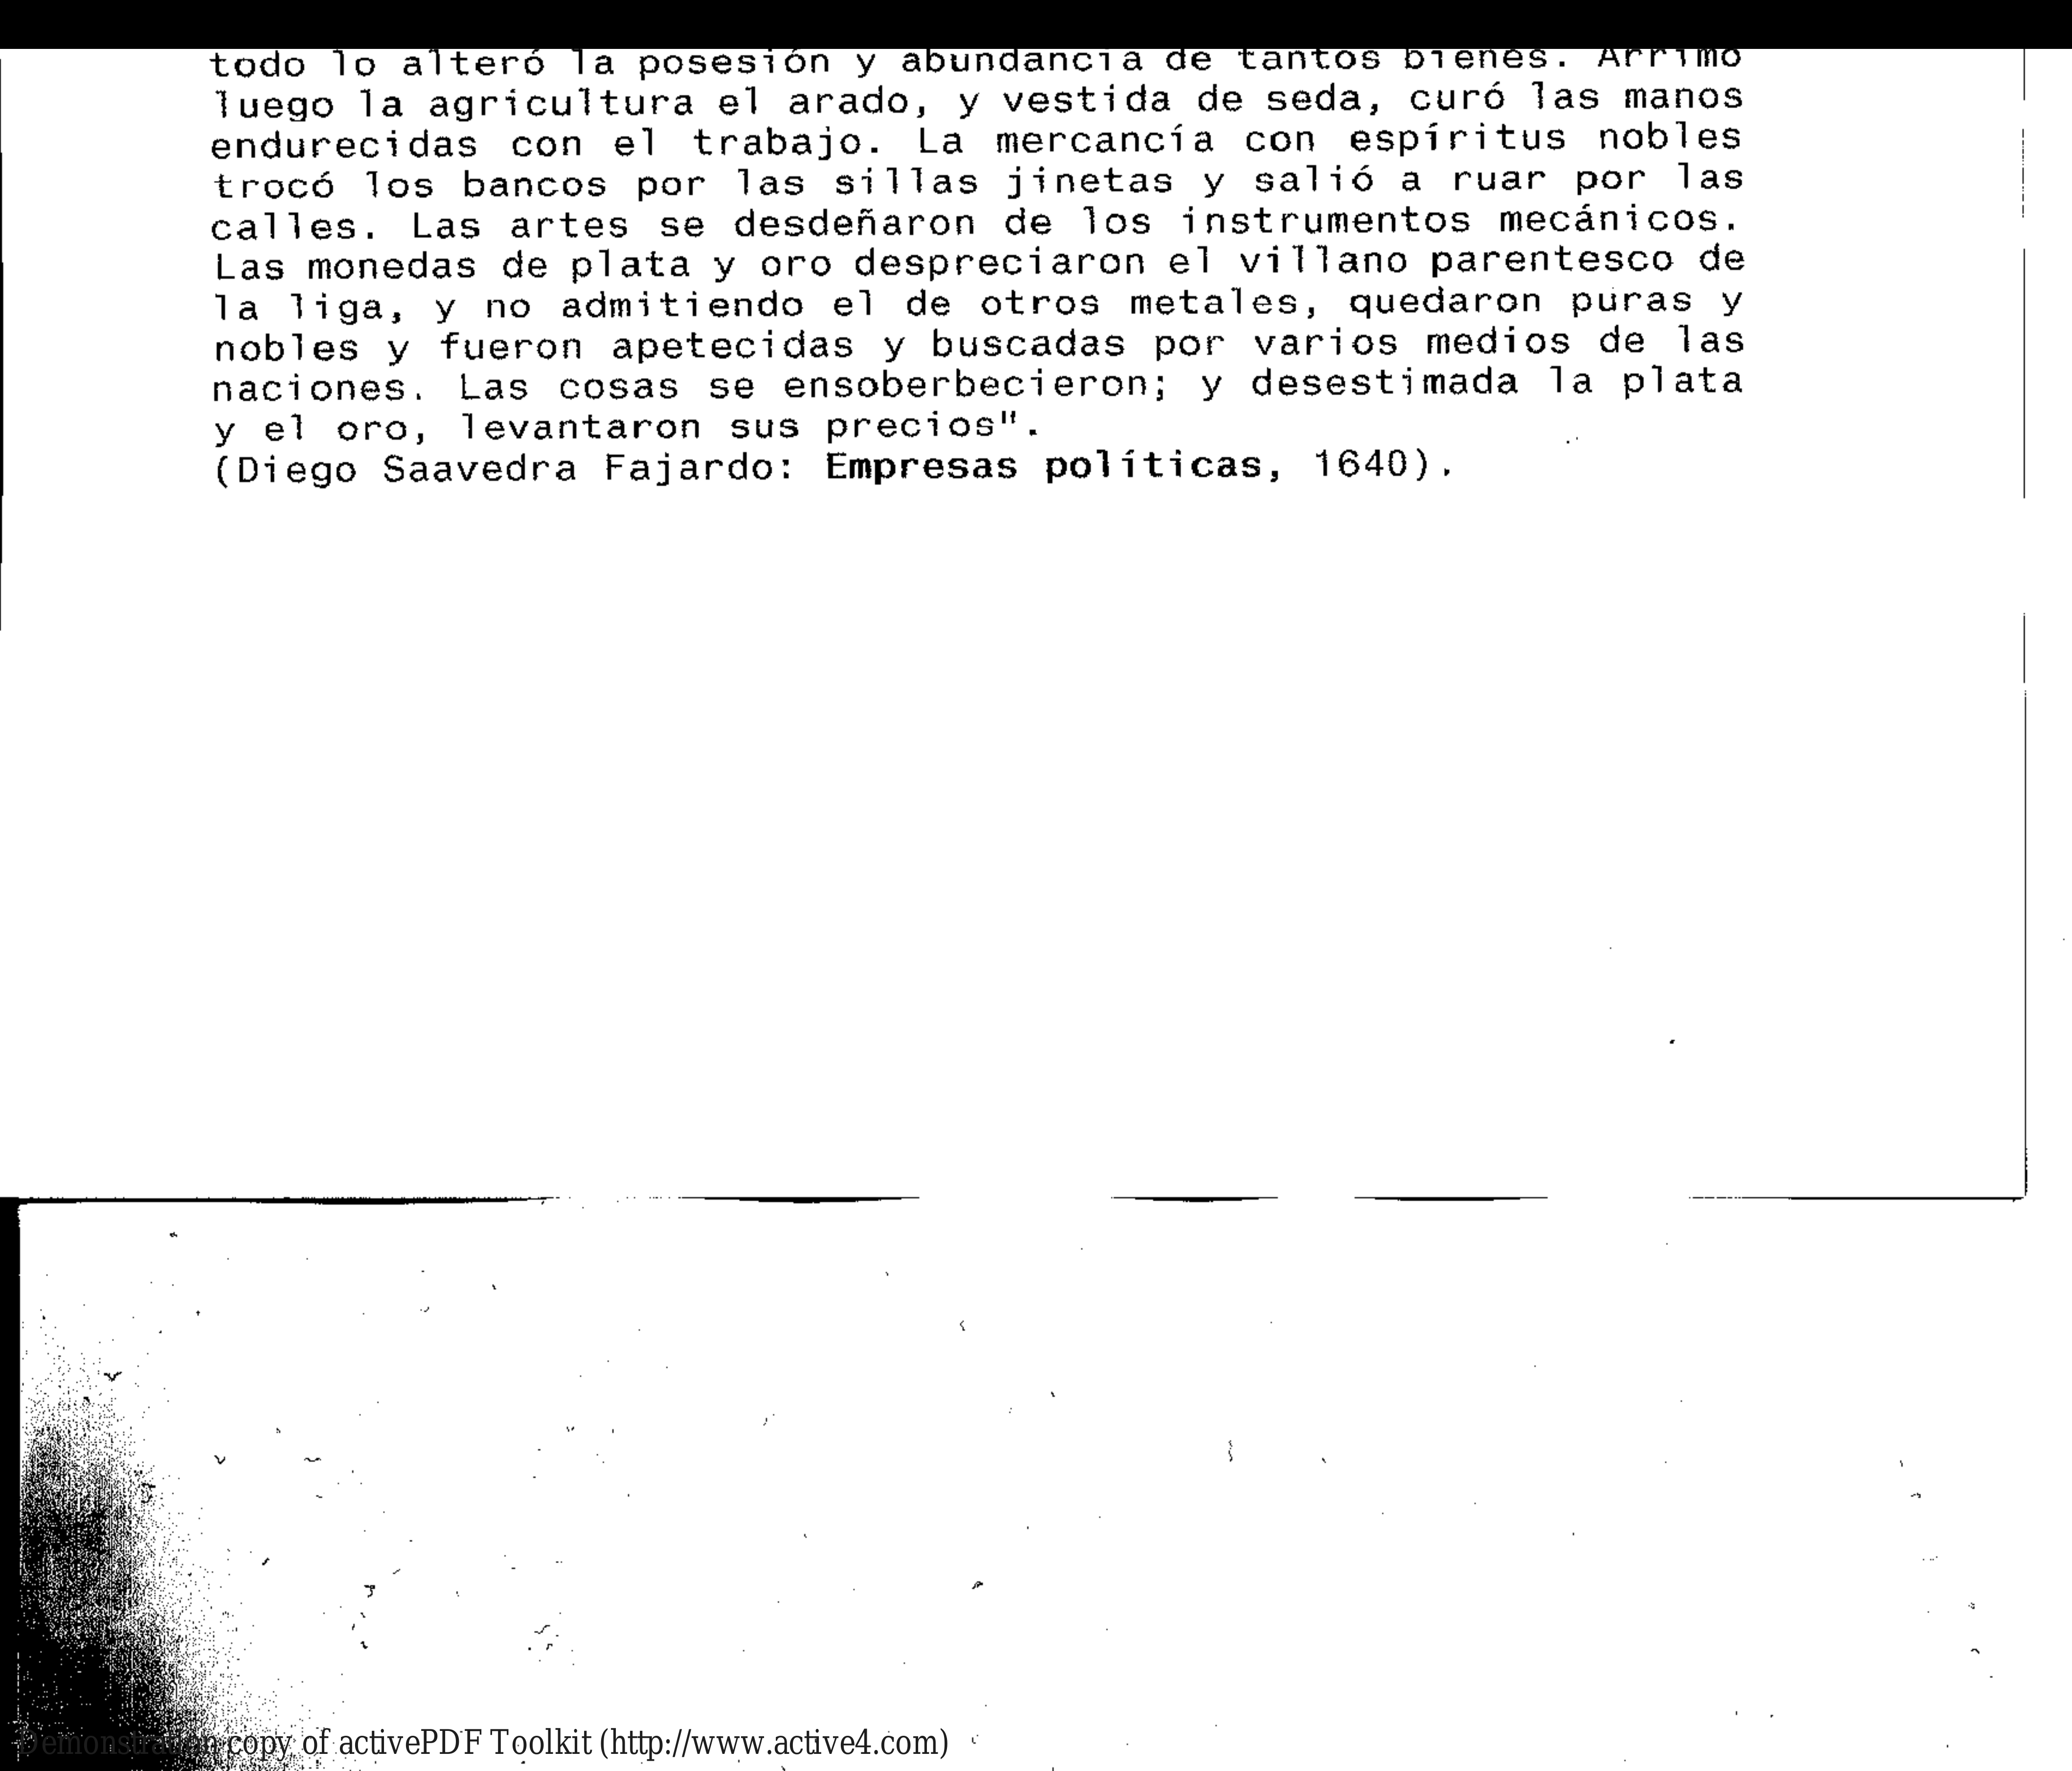 todo lo alteró la posesión y abundancia de tantos bienes. Arrimó
luego la agricultura el arado, y vestida de seda, curó las manos
endurecidas con el trabajo. La mercancía con espíritus nobles
trocó los bancos por las sillas jinetas y salió a ruar por las
calles. Las artes se desdeñaron de los instrumentos mecánicos.
Las monedas de plata y oro despreciaron el villano parentesco de
la liga, y no admitiendo el de otros metales, quedaron puras y
nobles y fueron apetecidas y buscadas por varios medios de las
naciones. Las cosas se ensoberbecieron; y desestimada la plata
y el oro, levantaron sus precios".
(Diego Saavedra Fajardo: Empresas políticas, 1640).
Demonstration copy of activePDF Toolkit (http://www.active4.com)